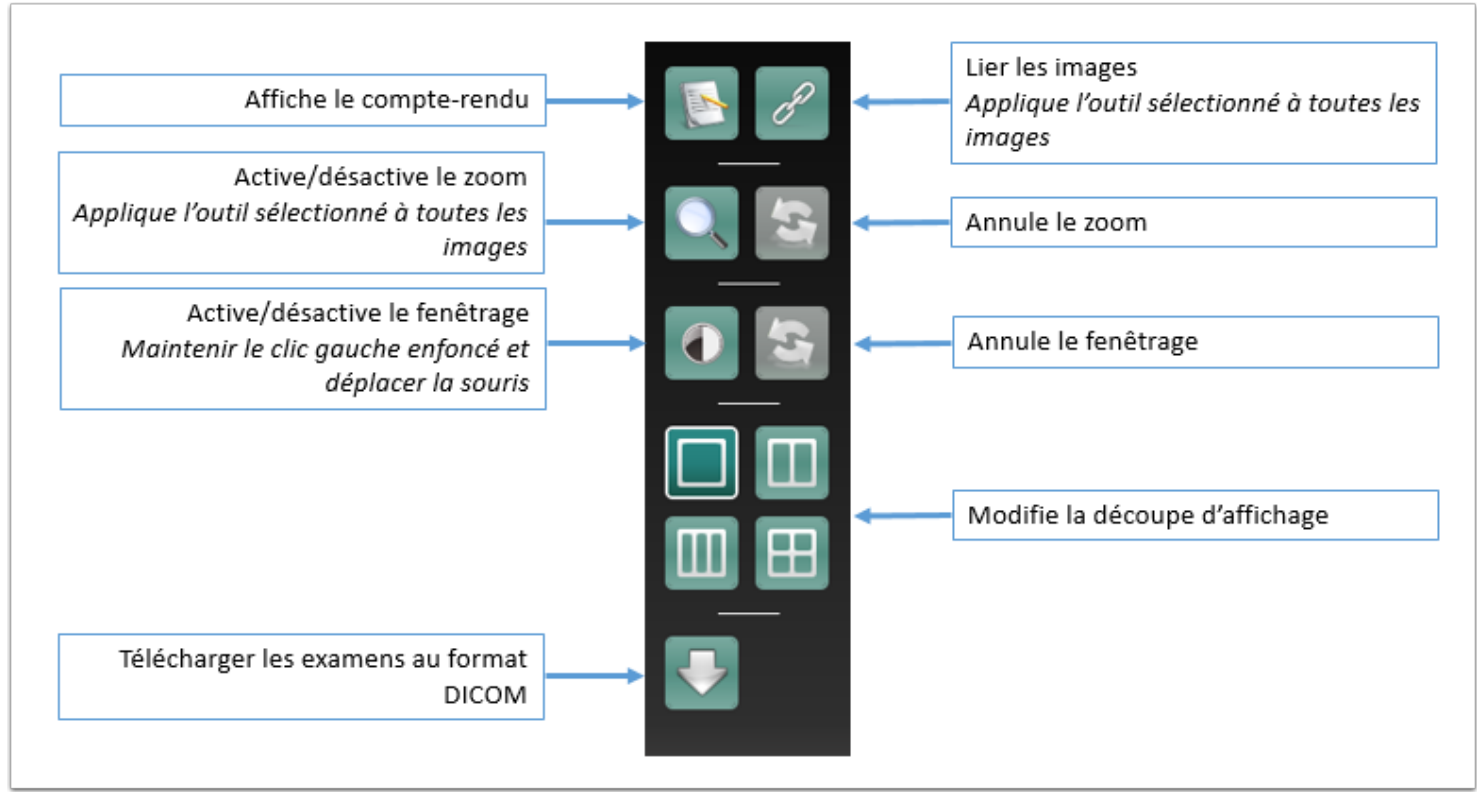 Affiche le compte-rendu
Lier les images
Applique l'outil sélectionné à toutes les
images
Active/désactive le zoom
Applique l'outil sélectionné à toutes les
images
Annule le zoom
Active/désactive le fenêtrage
Maintenir le clic gauche enfoncé et
déplacer la souris
Annule le fenêtrage
Modifie la découpe d'affichage
Télécharger les examens au format
DICOM